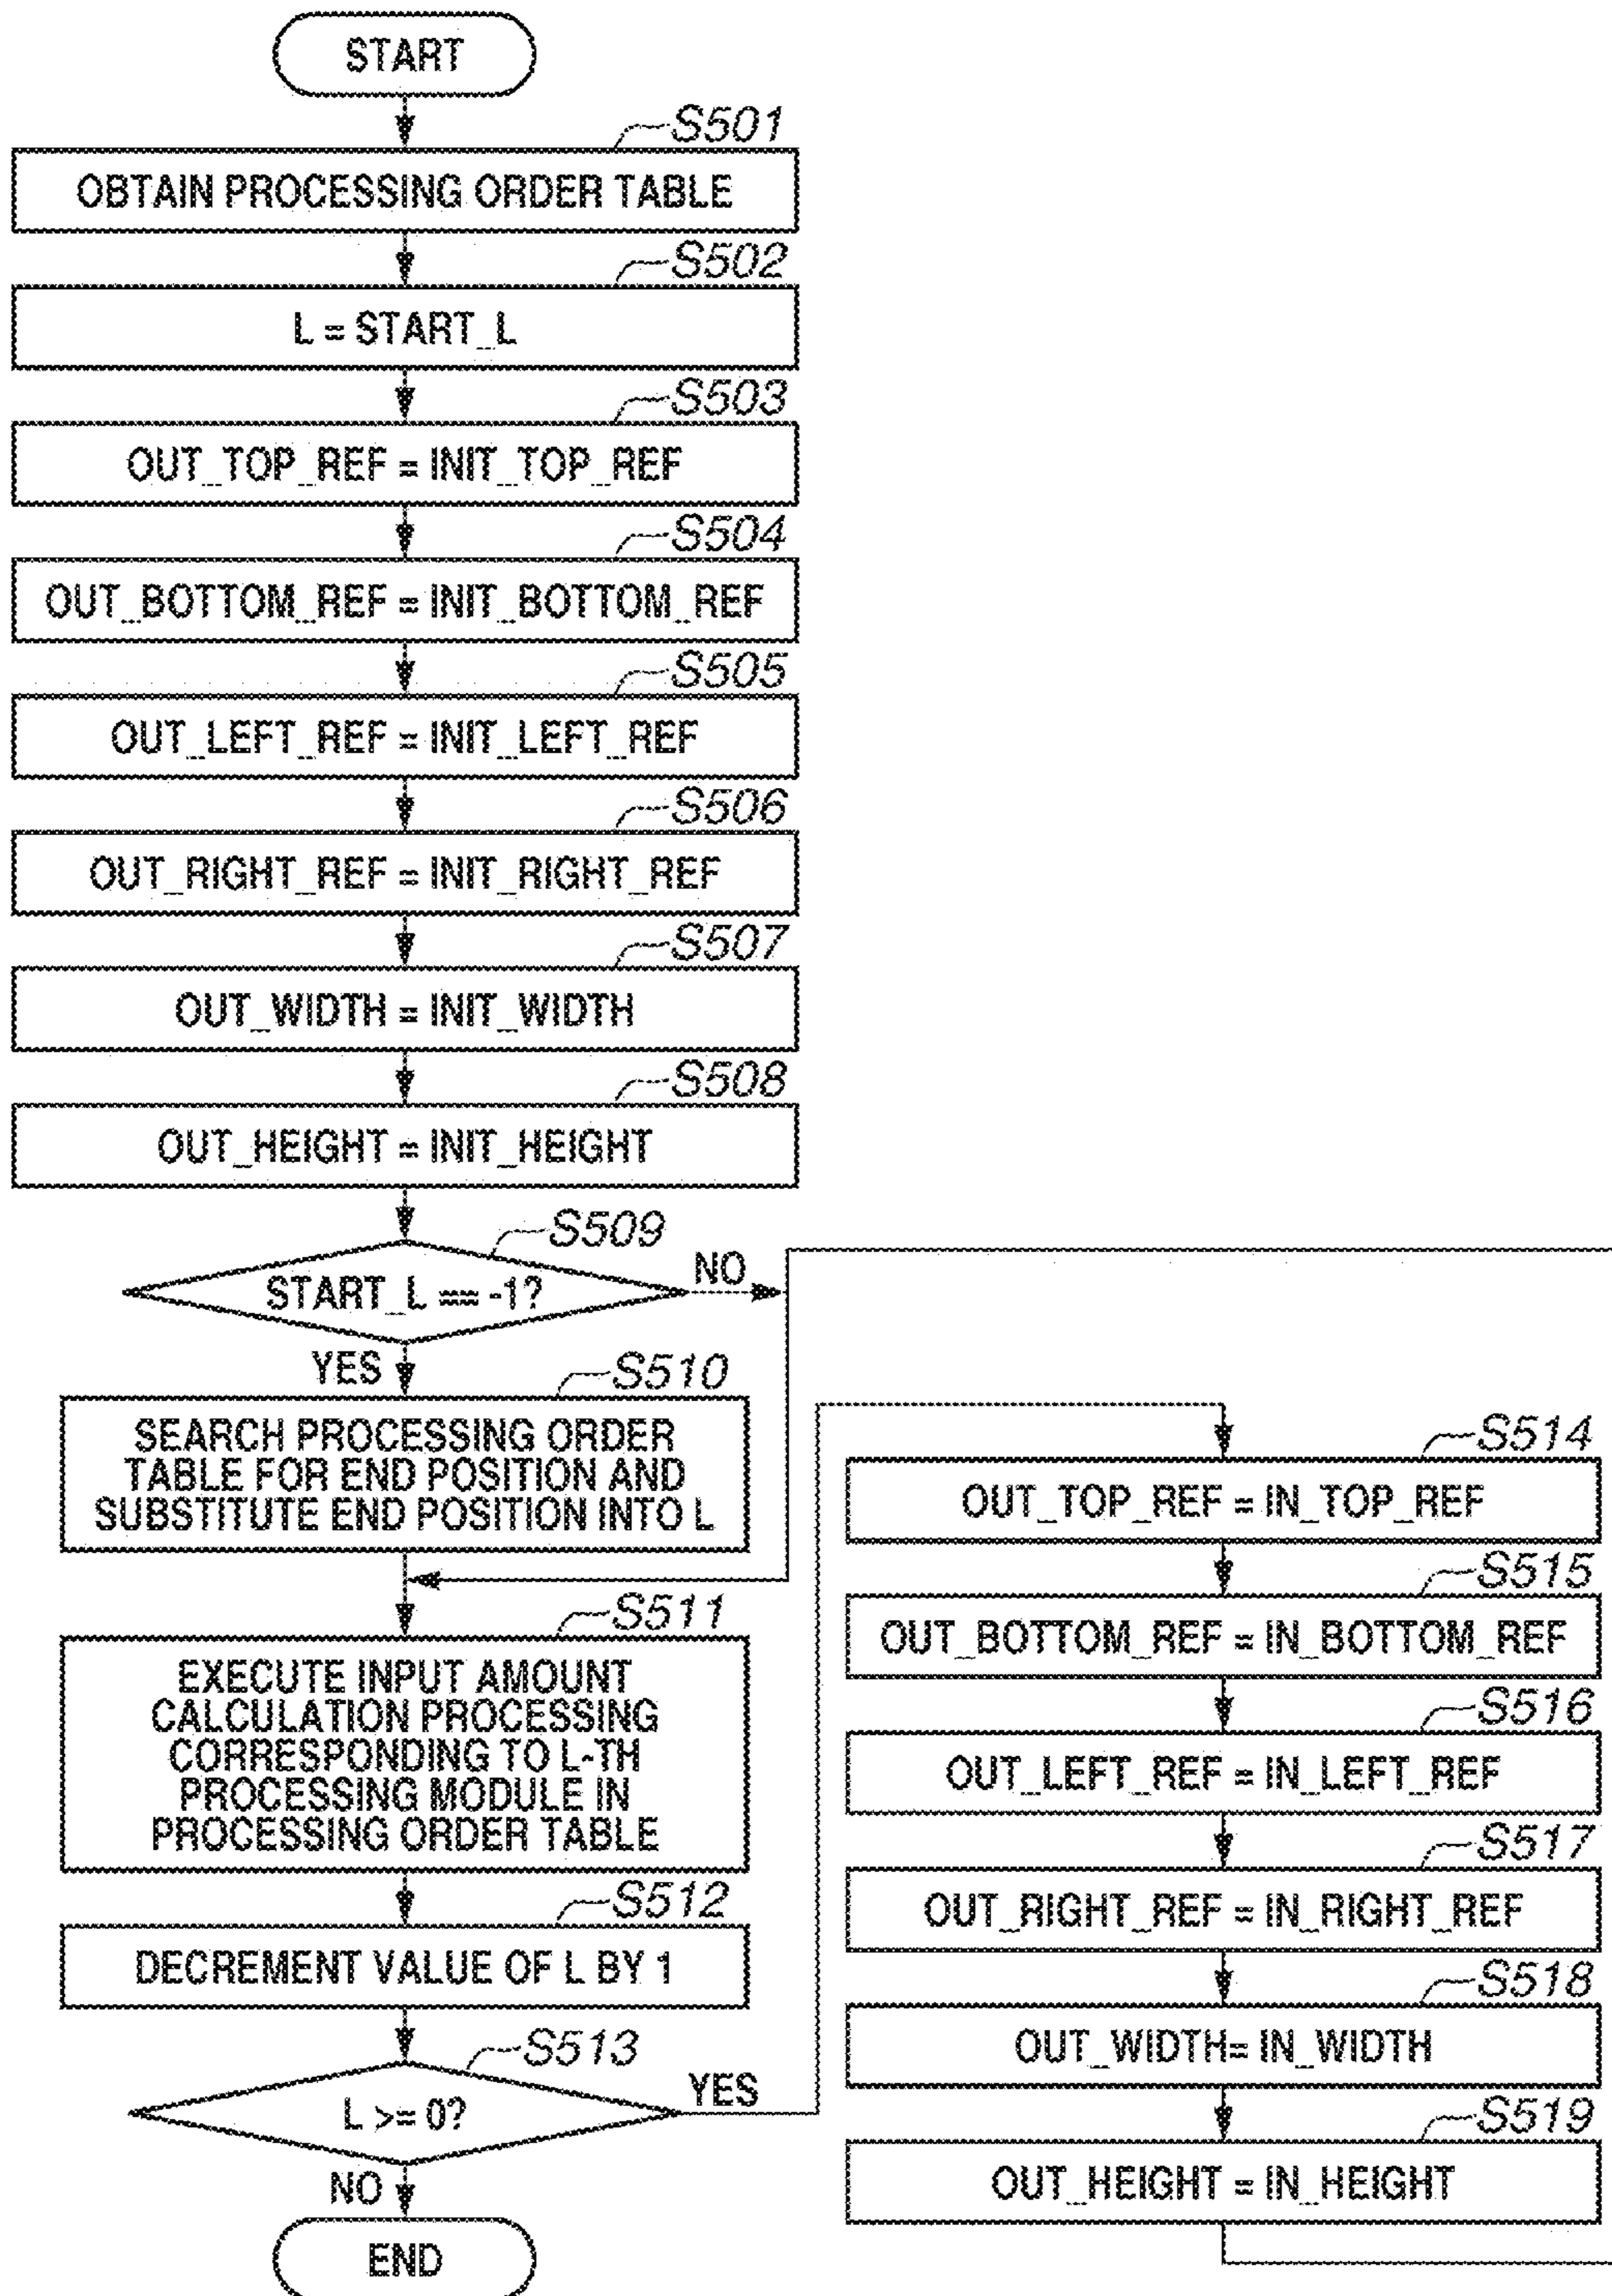 START
S501
OBTAIN PROCESSING ORDER TABLE
S502
L = START_L
S503
OUT_TOP_REF = INIT_TOP_REF
S504
OUT_BOTTOM_REF = INIT_BOTTOM_REF
S505
OUT_LEFT_REF = INIT_LEFT_REF
S506
OUT_RIGHT_REF = INIT_RIGHT_REF
S507
OUT_WIDTH = INIT_WIDTH
S508
OUT_HEIGHT = INIT_HEIGHT
S509
START_L == -1?
NO
YES
S510
SEARCH PROCESSING ORDER
TABLE FOR END POSITION AND
SUBSTITUTE END POSITION INTO L
S511
EXECUTE INPUT AMOUNT
CALCULATION PROCESSING
CORRESPONDING TO L-TH
PROCESSING MODULE IN
PROCESSING ORDER TABLE
S512
DECREMENT VALUE OF L BY 1
S513
L >= 0?
YES
NO
END
S514
OUT_TOP_REF = IN_TOP_REF
S515
OUT_BOTTOM_REF = IN_BOTTOM_REF
S516
OUT_LEFT_REF = IN_LEFT_REF
S517
OUT_RIGHT_REF = IN_RIGHT_REF
S518
OUT_WIDTH= IN_WIDTH
S519
OUT_HEIGHT = IN_HEIGHT